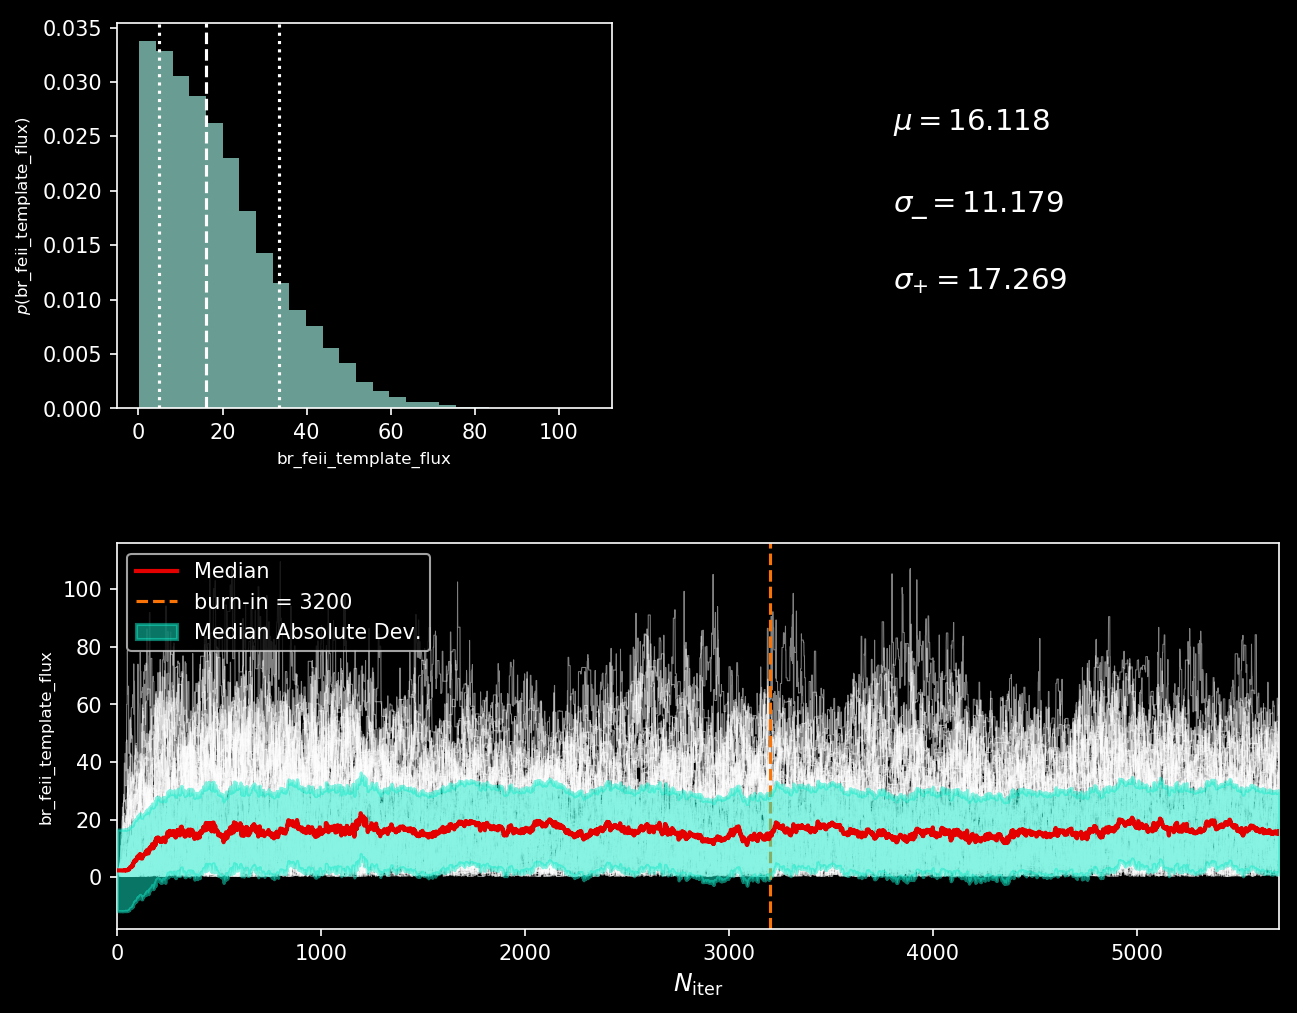 0.035
0.030
0.025
0.020
0.015
0.010
0.005
0.000
p(br_feii_template_flux)
0 20 40 60 80 100
br_feii_template_flux
μ = 16.118
σ_− = 11.179
σ_+ = 17.269
Median
burn-in = 3200
Median Absolute Dev.
100
80
60
40
20
0
br_feii_template_flux
0 1000 2000 3000 4000 5000
N_iter